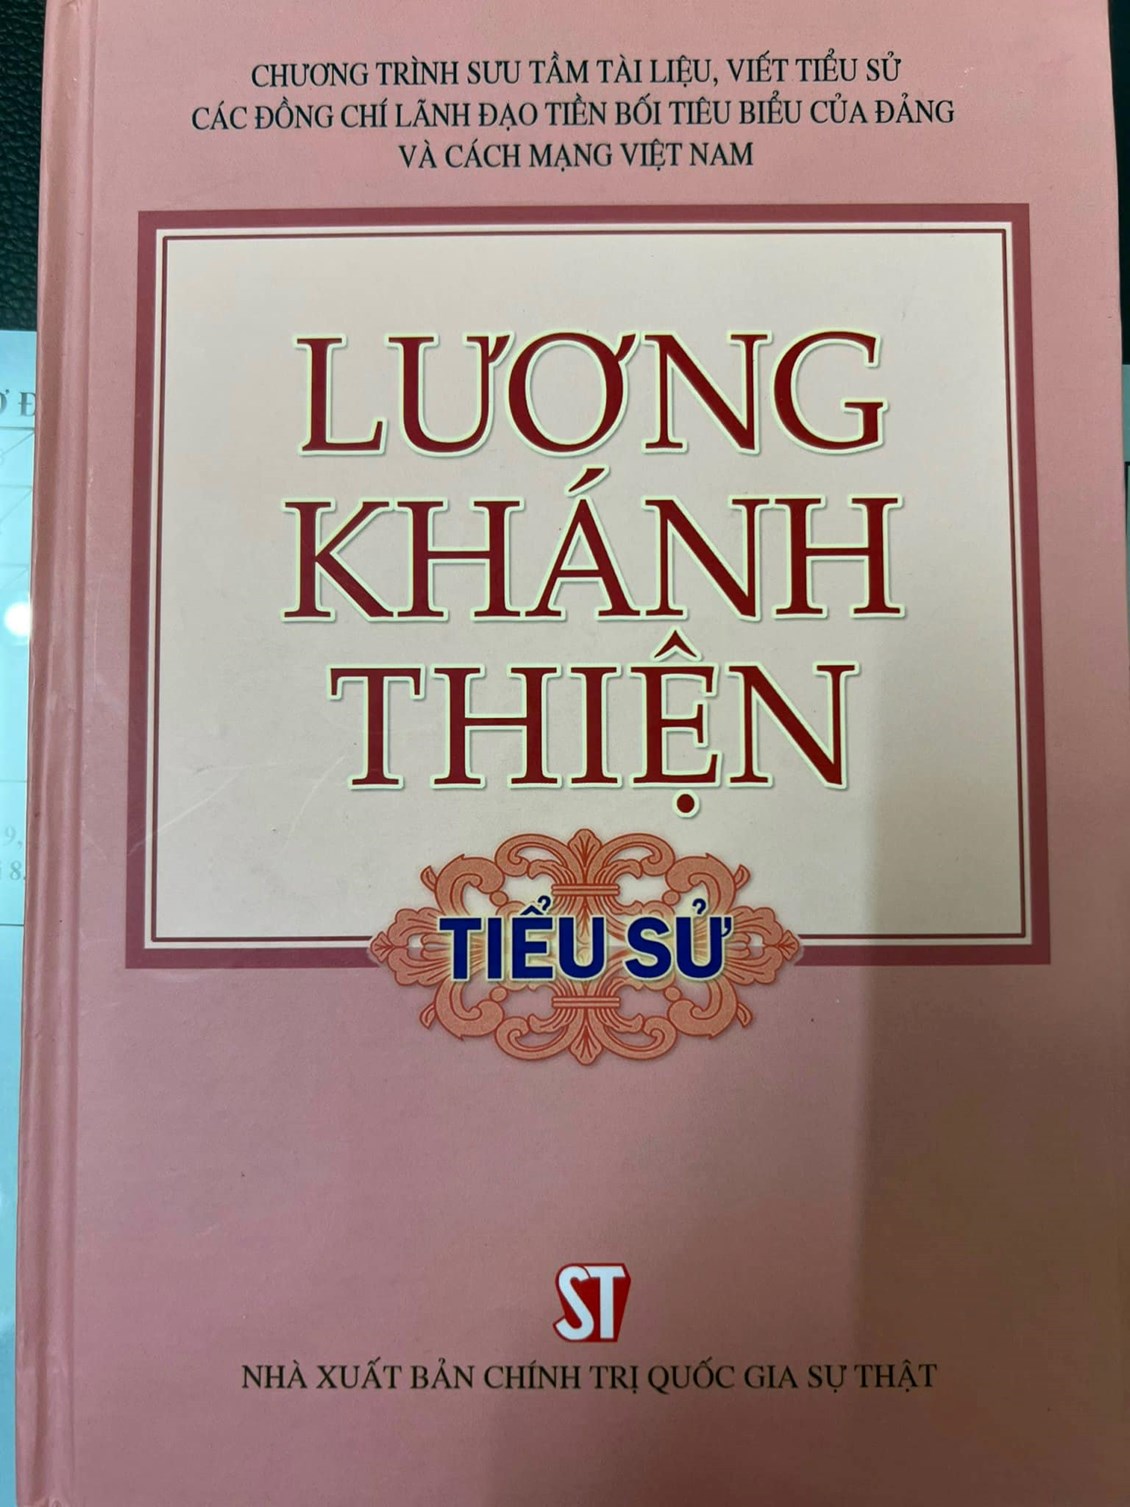 CHƯƠNG TRÌNH SƯU TẦM TÀI LIỆU, VIẾT TIỂU SỬ
CÁC ĐỒNG CHÍ LÃNH ĐẠO TIỀN BỐI TIÊU BIỂU CỦA ĐẢNG
VÀ CÁCH MẠNG VIỆT NAM
LƯƠNG
KHÁNH
THIỆN
TIỂU SỬ
ST
NHÀ XUẤT BẢN CHÍNH TRỊ QUỐC GIA SỰ THẬT